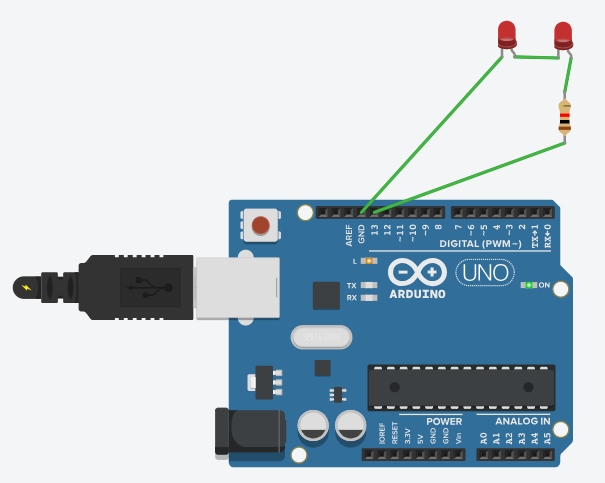 AREF
GND
13
12
~11
~10
~9
8
7
~6
~5
4
~3
2
TX→1
RX←0
DIGITAL (PWM~)
L
TX
RX
ARDUINO
UNO
ON
POWER
ANALOG IN
IOREF
RESET
3.3V
5V
GND
GND
Vin
A0
A1
A2
A3
A4
A5